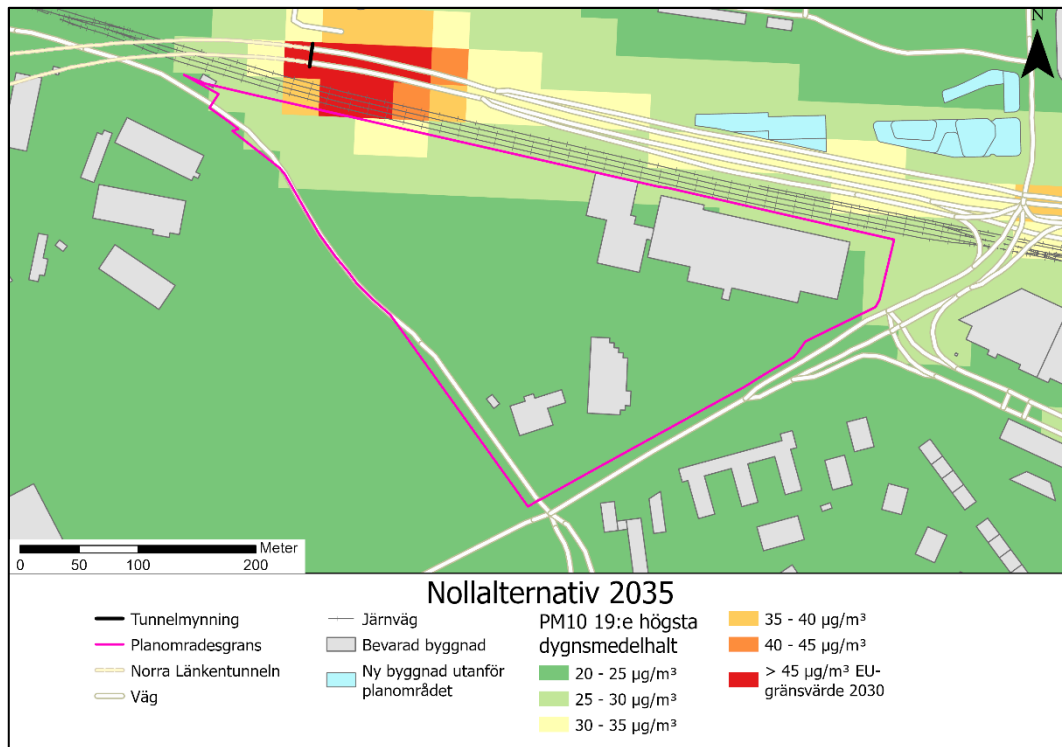 N
Meter
0 50 100 200
Nollalternativ 2035
Tunnelmynning
Planomradesgrans
Norra Länkentunneln
Väg
Järnväg
Bevarad byggnad
Ny byggnad utanför
planområdet
PM10 19:e högsta
dygnsmedelhalt
20 - 25 µg/m³
25 - 30 µg/m³
30 - 35 µg/m³
35 - 40 µg/m³
40 - 45 µg/m³
> 45 µg/m³ EU-
gränsvärde 2030